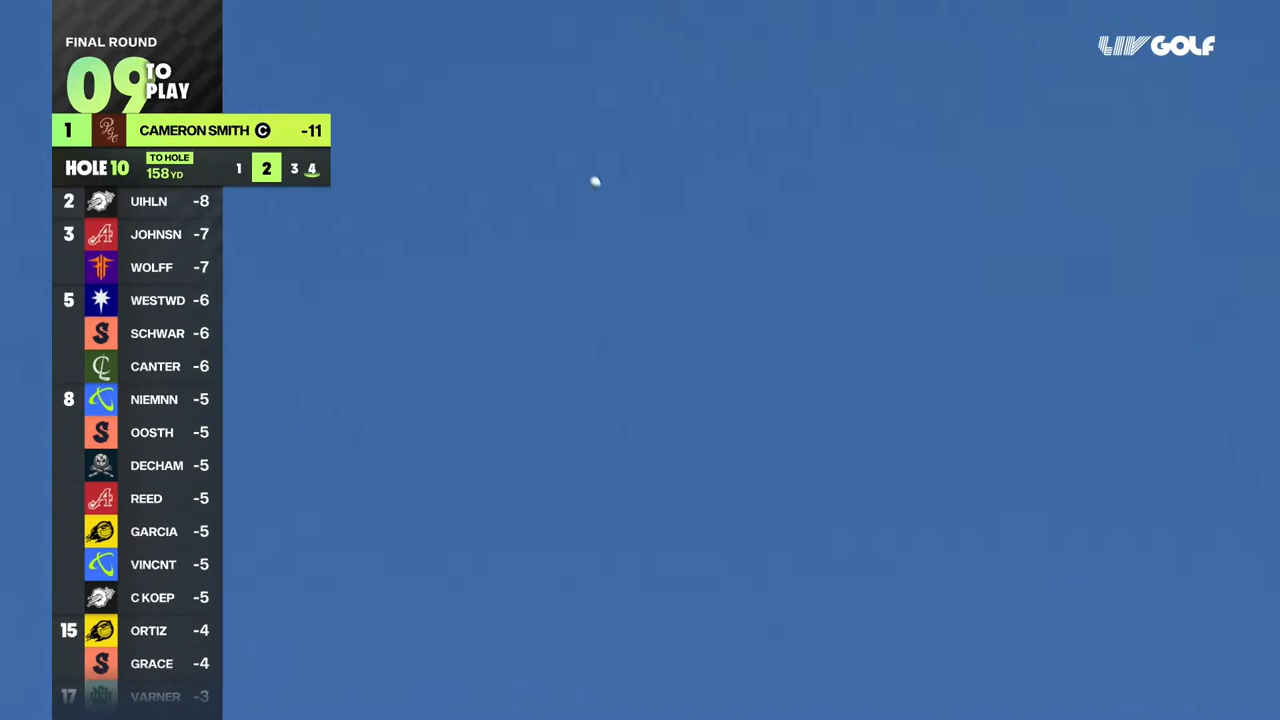 FINAL ROUND
09 TO PLAY
LIV GOLF
1 CAMERON SMITH C -11
HOLE 10 TO HOLE 158 YD 1 2 3 4
2 UIHLN -8
3 JOHNSN -7
WOLFF -7
5 WESTWD -6
SCHWAR -6
CANTER -6
8 NIEMNN -5
OOSTH -5
DECHAM -5
REED -5
GARCIA -5
VINCNT -5
C KOEP -5
15 ORTIZ -4
GRACE -4
17 VARNER -3